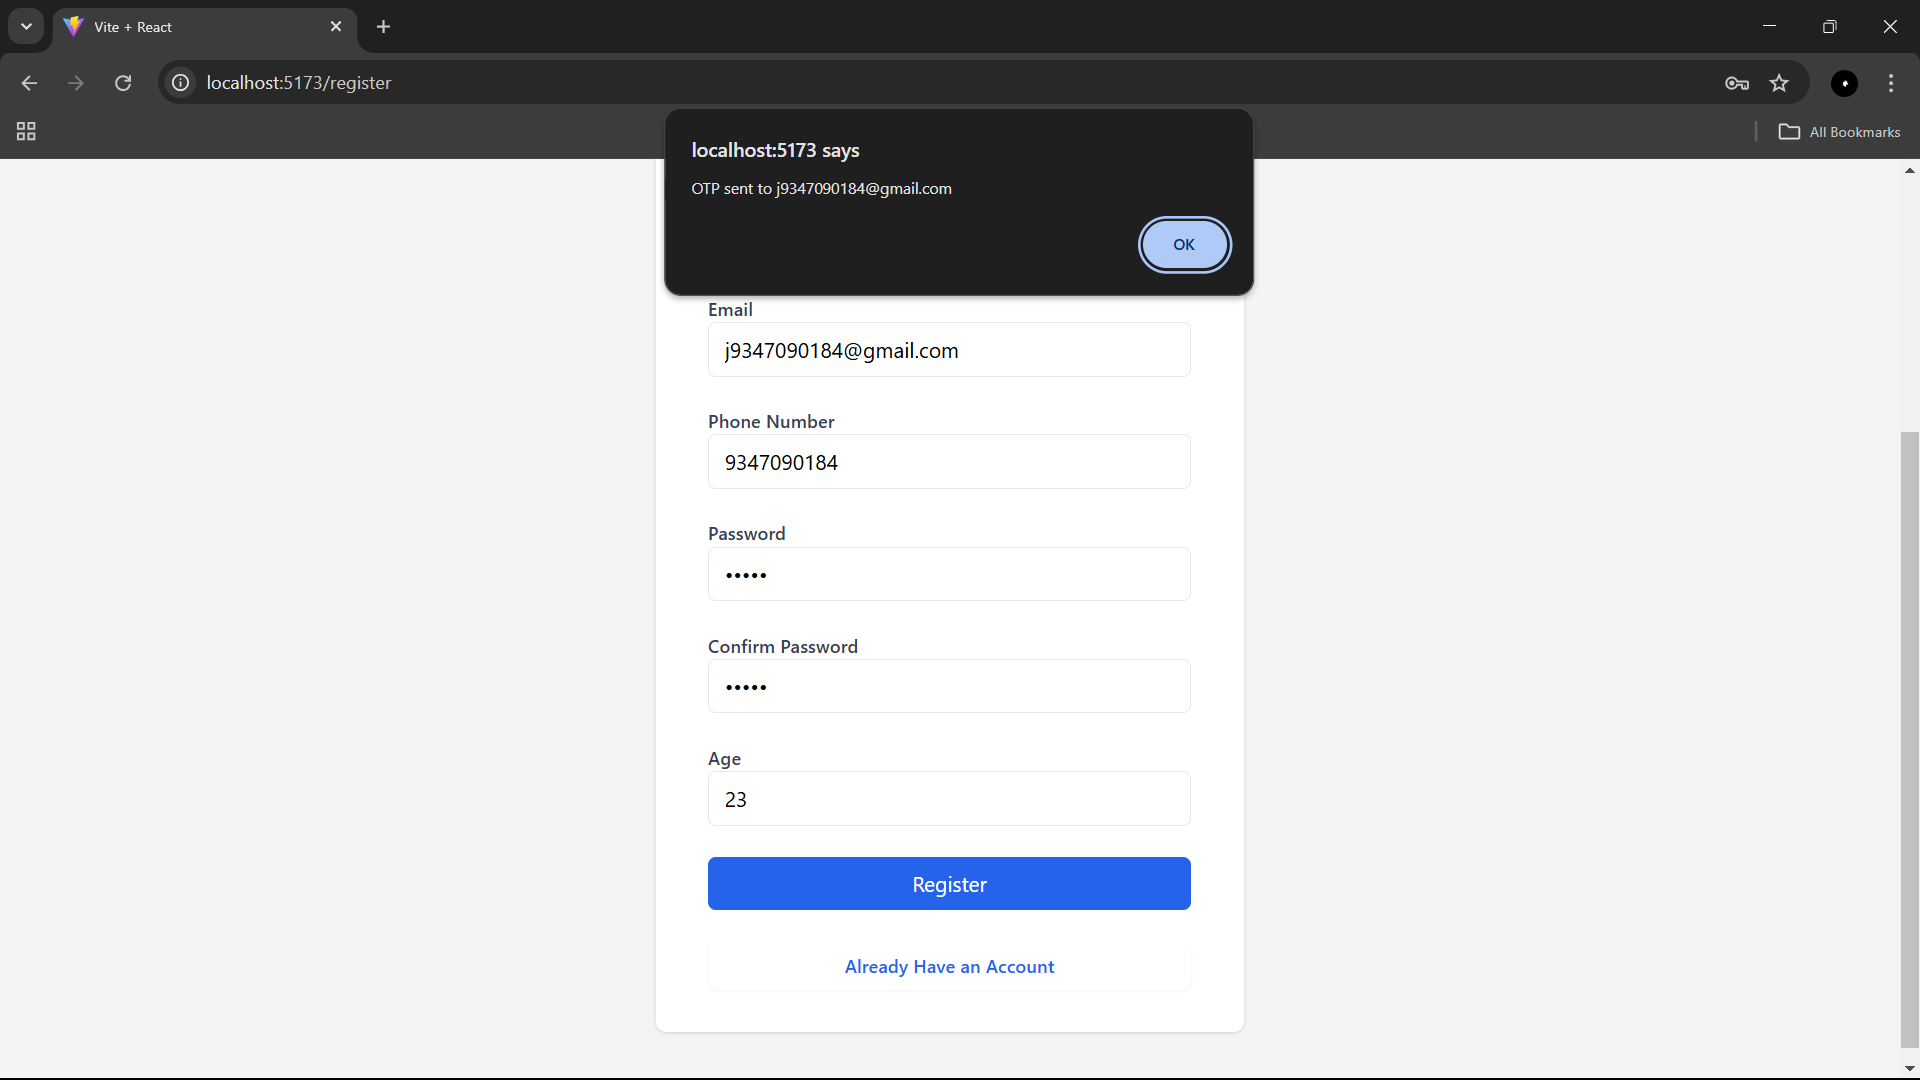 Vite + React
localhost:5173/register
All Bookmarks
localhost:5173 says
OTP sent to j9347090184@gmail.com
OK
Email
j9347090184@gmail.com
Phone Number
9347090184
Password
•••••
Confirm Password
•••••
Age
23
Register
Already Have an Account